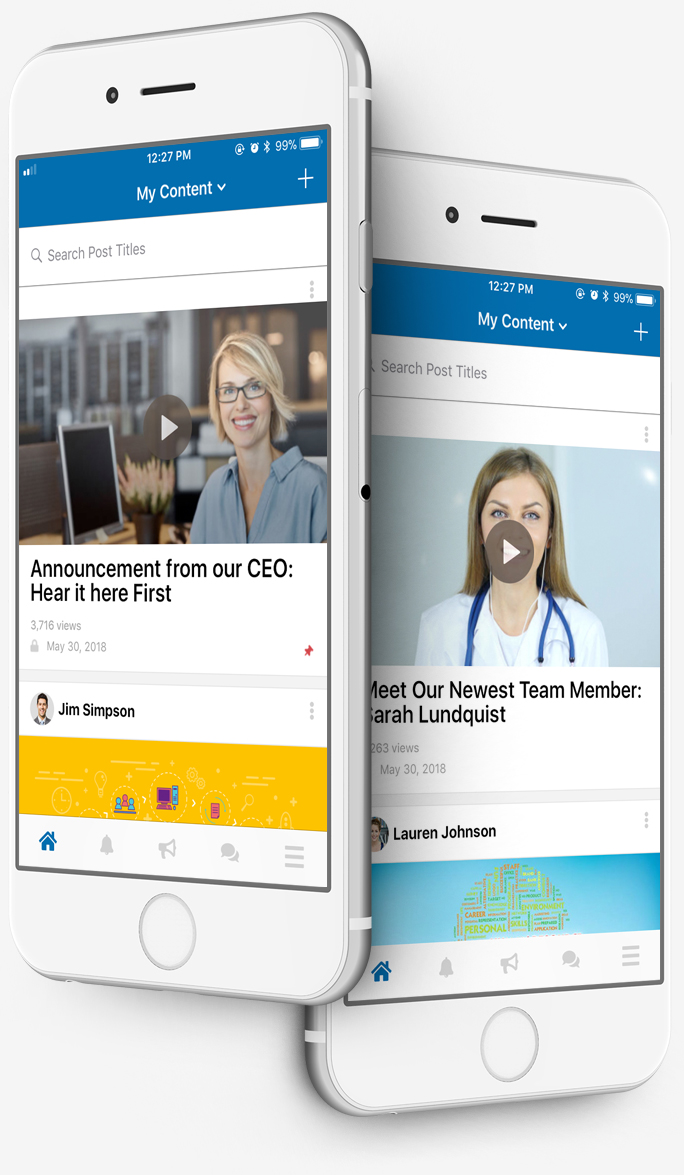 12:27 PM
99%
My Content
Search Post Titles
Announcement from our CEO:
Hear it here First
3,716 views
May 30, 2018
Jim Simpson
12:27 PM
99%
My Content
Search Post Titles
Meet Our Newest Team Member:
Sarah Lundquist
263 views
May 30, 2018
Lauren Johnson
CAREER
PERSONAL
SKILLS